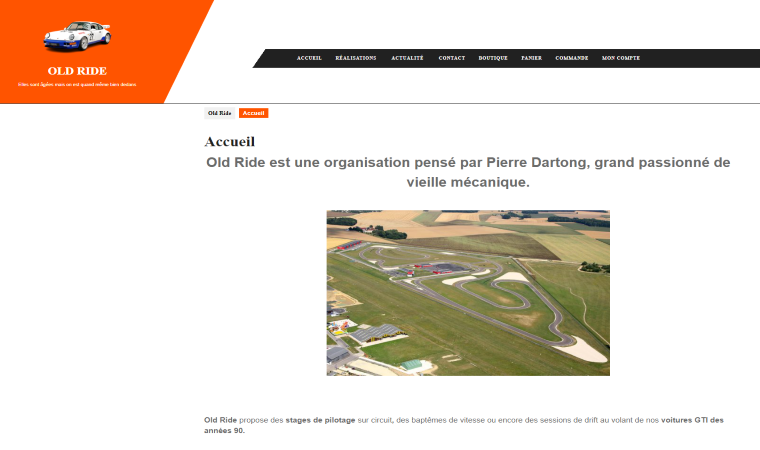 OLD RIDE
Elles sont âgées mais on est quand même bien dedans
ACCUEIL RÉALISATIONS ACTUALITÉ CONTACT BOUTIQUE PANIER COMMANDE MON COMPTE
Old Ride Accueil
Accueil
Old Ride est une organisation pensé par Pierre Dartong, grand passionné de
vieille mécanique.
Old Ride propose des stages de pilotage sur circuit, des baptêmes de vitesse ou encore des sessions de drift au volant de nos voitures GTI des
années 90.